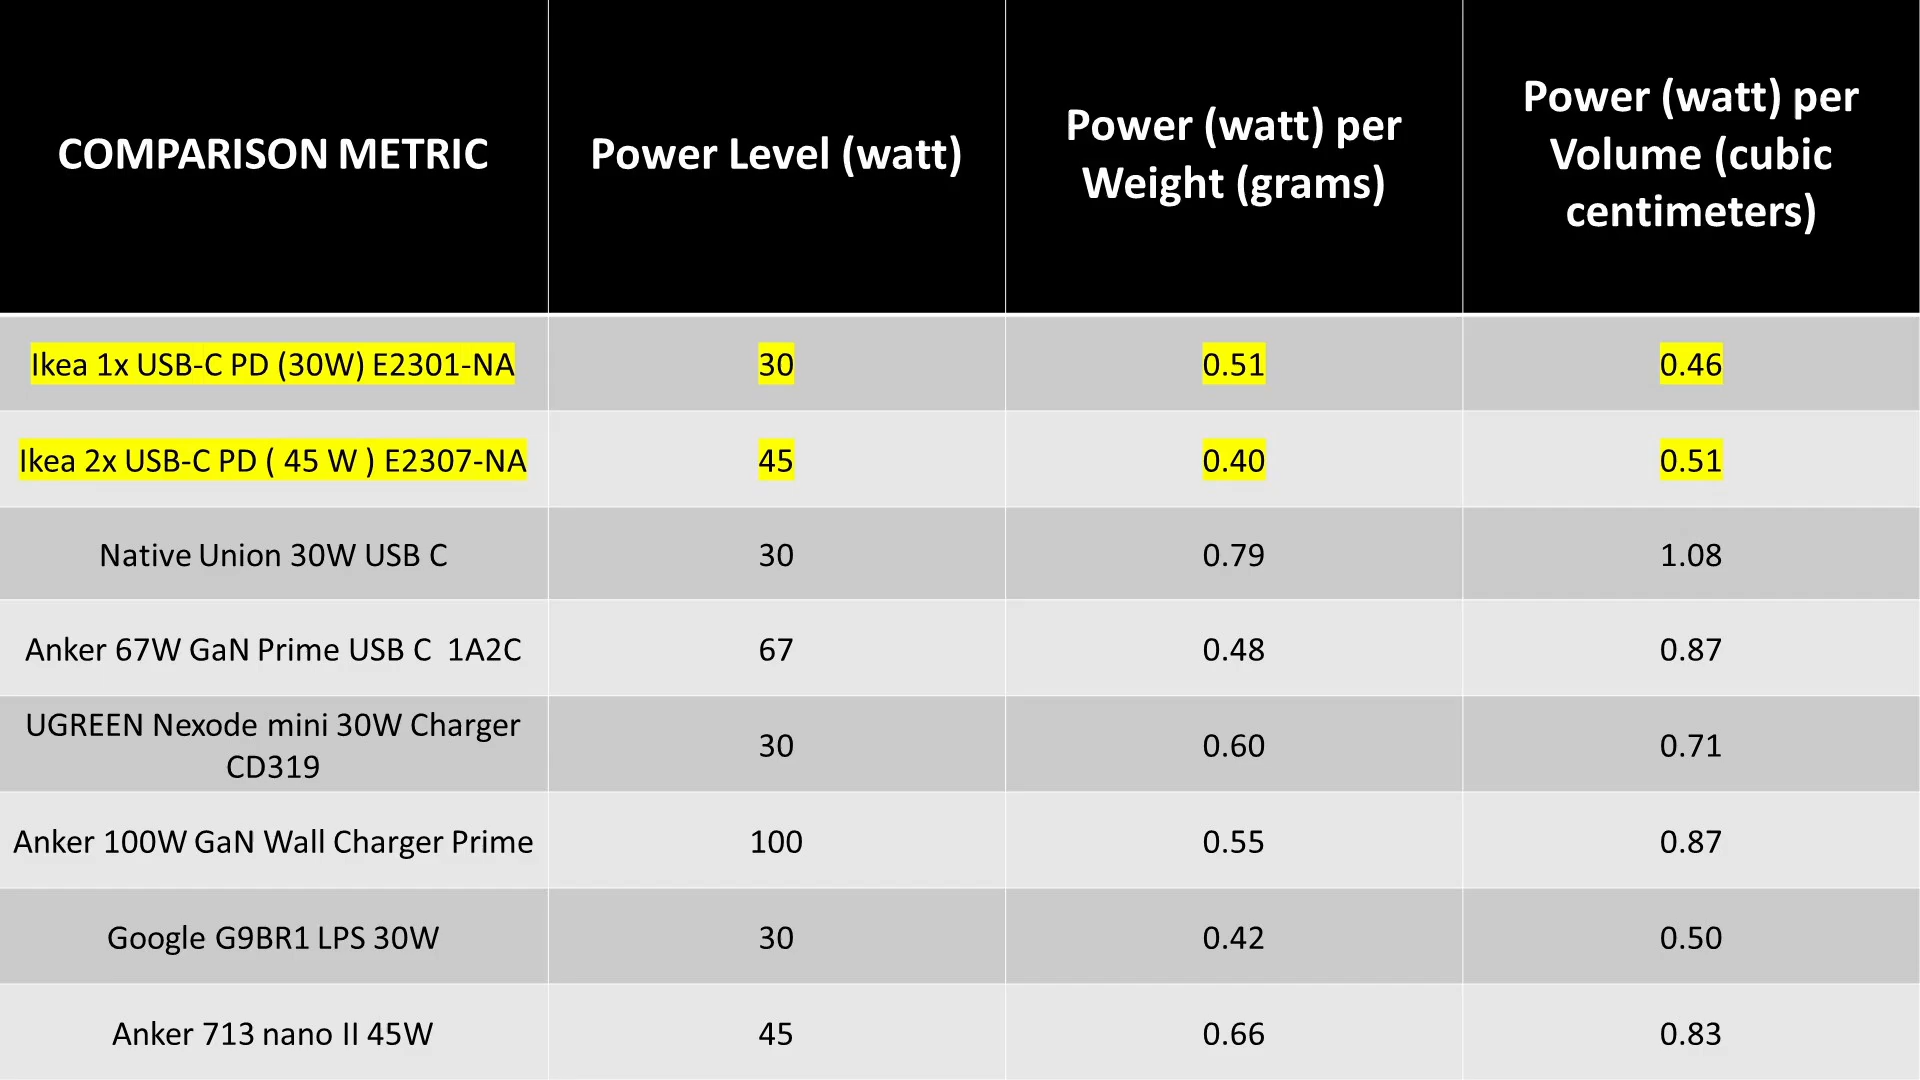 COMPARISON METRIC
Power Level (watt)
Power (watt) per
Weight (grams)
Power (watt) per
Volume (cubic
centimeters)
Ikea 1x USB-C PD (30W) E2301-NA
30
0.51
0.46
Ikea 2x USB-C PD ( 45 W ) E2307-NA
45
0.40
0.51
Native Union 30W USB C
30
0.79
1.08
Anker 67W GaN Prime USB C  1A2C
67
0.48
0.87
UGREEN Nexode mini 30W Charger
CD319
30
0.60
0.71
Anker 100W GaN Wall Charger Prime
100
0.55
0.87
Google G9BR1 LPS 30W
30
0.42
0.50
Anker 713 nano II 45W
45
0.66
0.83